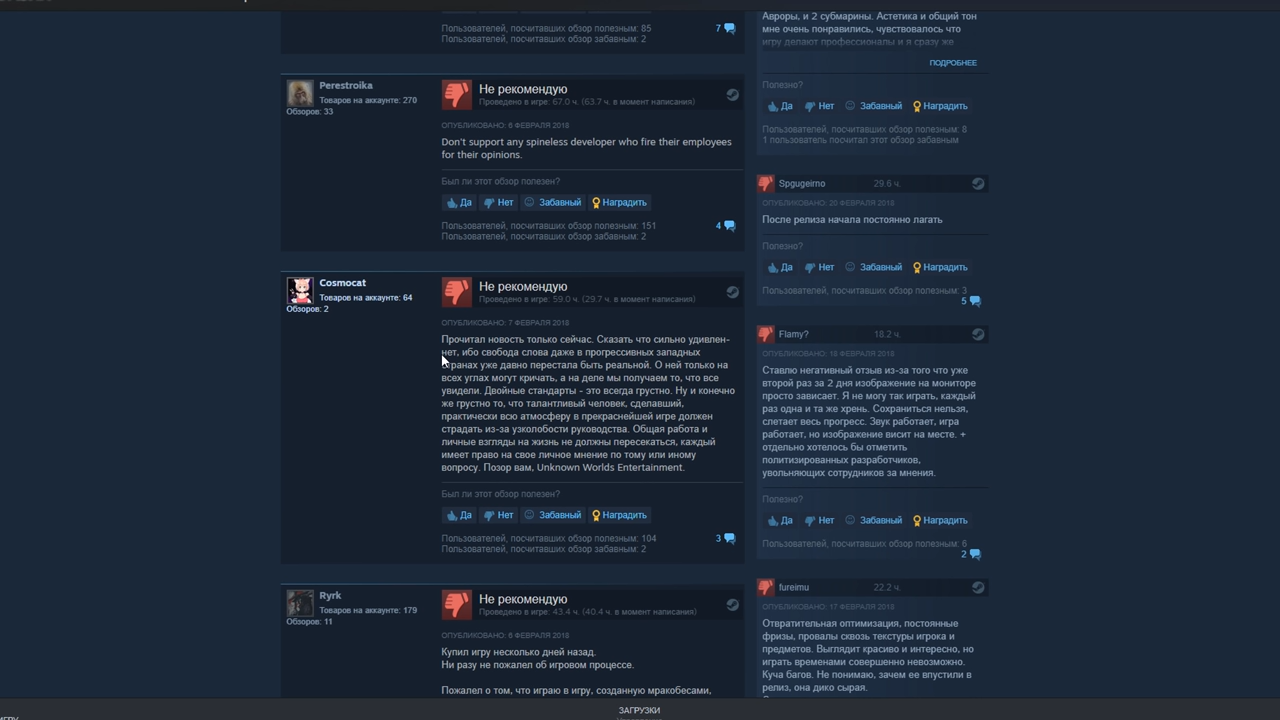 Пользователей, посчитавших обзор полезным: 85
Пользователей, посчитавших обзор забавным: 2
7
Perestroika
Товаров на аккаунте: 270
Обзоров: 33
Не рекомендую
Проведено в игре: 67.0 ч. (63.7 ч. в момент написания)
ОПУБЛИКОВАНО: 6 ФЕВРАЛЯ 2018
Don't support any spineless developer who fire their employees
for their opinions.
Был ли этот обзор полезен?
Да Нет Забавный Наградить
Пользователей, посчитавших обзор полезным: 151
Пользователей, посчитавших обзор забавным: 2
4
Cosmocat
Товаров на аккаунте: 64
Обзоров: 2
Не рекомендую
Проведено в игре: 59.0 ч. (29.7 ч. в момент написания)
ОПУБЛИКОВАНО: 7 ФЕВРАЛЯ 2018
Прочитал новость только сейчас. Сказать что сильно удивлен-
нет, ибо свобода слова даже в прогрессивных западных
странах уже давно перестала быть реальной. О ней только на
всех углах могут кричать, а на деле мы получаем то, что все
увидели. Двойные стандарты - это всегда грустно. Ну и конечно
же грустно то, что талантливый человек, сделавший,
практически всю атмосферу в прекраснейшей игре должен
страдать из-за узколобости руководства. Общая работа и
личные взгляды на жизнь не должны пересекаться, каждый
имеет право на свое личное мнение по тому или иному
вопросу. Позор вам, Unknown Worlds Entertainment.
Был ли этот обзор полезен?
Да Нет Забавный Наградить
Пользователей, посчитавших обзор полезным: 104
Пользователей, посчитавших обзор забавным: 2
3
Ryrk
Товаров на аккаунте: 179
Обзоров: 11
Не рекомендую
Проведено в игре: 43.4 ч. (40.4 ч. в момент написания)
ОПУБЛИКОВАНО: 6 ФЕВРАЛЯ 2018
Купил игру несколько дней назад.
Ни разу не пожалел об игровом процессе.
Пожалел о том, что играю в игру, созданную мракобесами,
Авроры, и 2 субмарины. Астетика и общий тон
мне очень понравились, чувствовалось что
игру делают профессионалы и я сразу же
ПОДРОБНЕЕ
Полезно?
Да Нет Забавный Наградить
Пользователей, посчитавших обзор полезным: 8
1 пользователь посчитал этот обзор забавным
Spgugeirno 29.6 ч.
ОПУБЛИКОВАНО: 20 ФЕВРАЛЯ 2018
После релиза начала постоянно лагать
Полезно?
Да Нет Забавный Наградить
Пользователей, посчитавших обзор полезным: 3
5
Flamy? 18.2 ч.
ОПУБЛИКОВАНО: 18 ФЕВРАЛЯ 2018
Ставлю негативный отзыв из-за того что уже
второй раз за 2 дня изображение на мониторе
просто зависает. Я не могу так играть, каждый
раз одна и та же хрень. Сохраниться нельзя,
слетает весь прогресс. Звук работает, игра
работает, но изображение висит на месте. +
отдельно хотелось бы отметить
политизированных разработчиков,
увольняющих сотрудников за мнения.
Полезно?
Да Нет Забавный Наградить
Пользователей, посчитавших обзор полезным: 6
2
fureimu 22.2 ч.
ОПУБЛИКОВАНО: 17 ФЕВРАЛЯ 2018
Отвратительная оптимизация, постоянные
фризы, провалы сквозь текстуры игрока и
предметов. Выглядит красиво и интересно, но
играть временами совершенно невозможно.
Куча багов. Не понимаю, зачем ее впустили в
релиз, она дико сырая.
ЗАГРУЗКИ